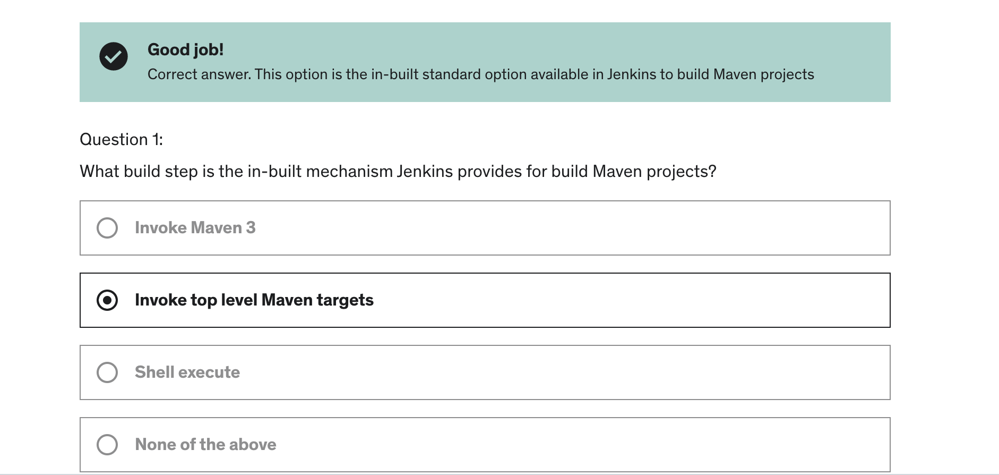 Good job!
Correct answer. This option is the in-built standard option available in Jenkins to build Maven projects
Question 1:
What build step is the in-built mechanism Jenkins provides for build Maven projects?
Invoke Maven 3
Invoke top level Maven targets
Shell execute
None of the above